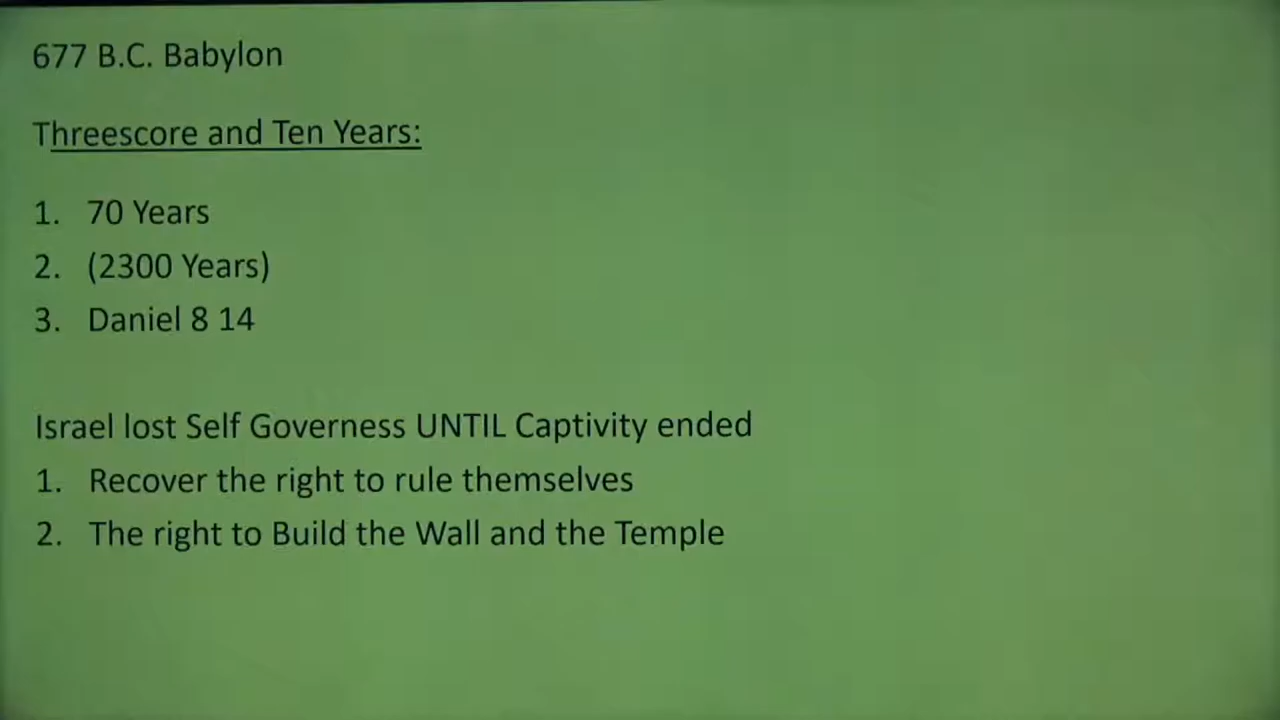 677 B.C. Babylon
Threescore and Ten Years:
1. 70 Years
2. (2300 Years)
3. Daniel 8 14
Israel lost Self Governess UNTIL Captivity ended
1. Recover the right to rule themselves
2. The right to Build the Wall and the Temple